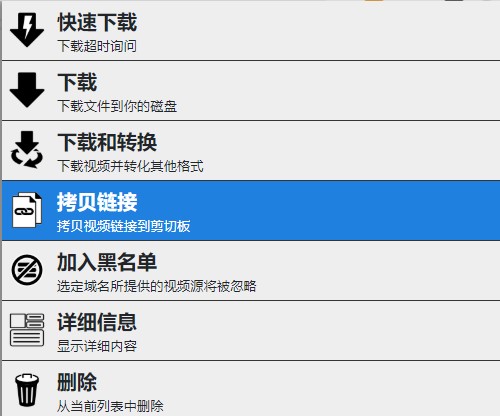 快速下载
下载超时询问
下载
下载文件到你的磁盘
下载和转换
下载视频并转化其他格式
拷贝链接
拷贝视频链接到剪切板
加入黑名单
选定域名所提供的视频源将被忽略
详细信息
显示详细内容
删除
从当前列表中删除